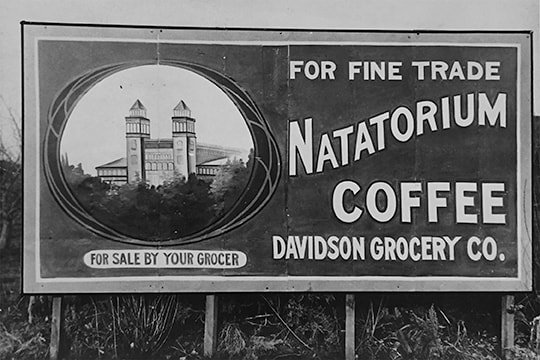 FOR FINE TRADE
NATATORIUM
COFFEE
DAVIDSON GROCERY CO.
FOR SALE BY YOUR GROCER